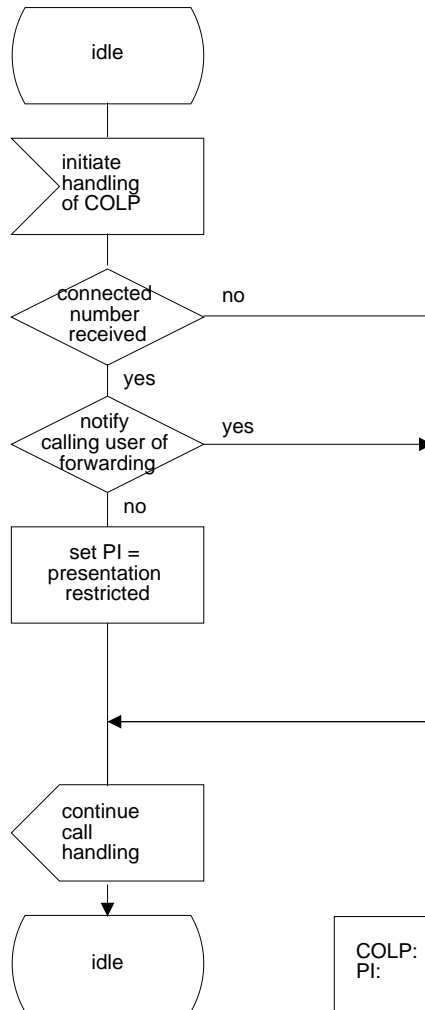 idle
initiate
handling
of COLP
connected
number
received
no
yes
notify
calling user of
forwarding
yes
no
set PI =
presentation
restricted
continue
call
handling
idle
COLP:
PI: